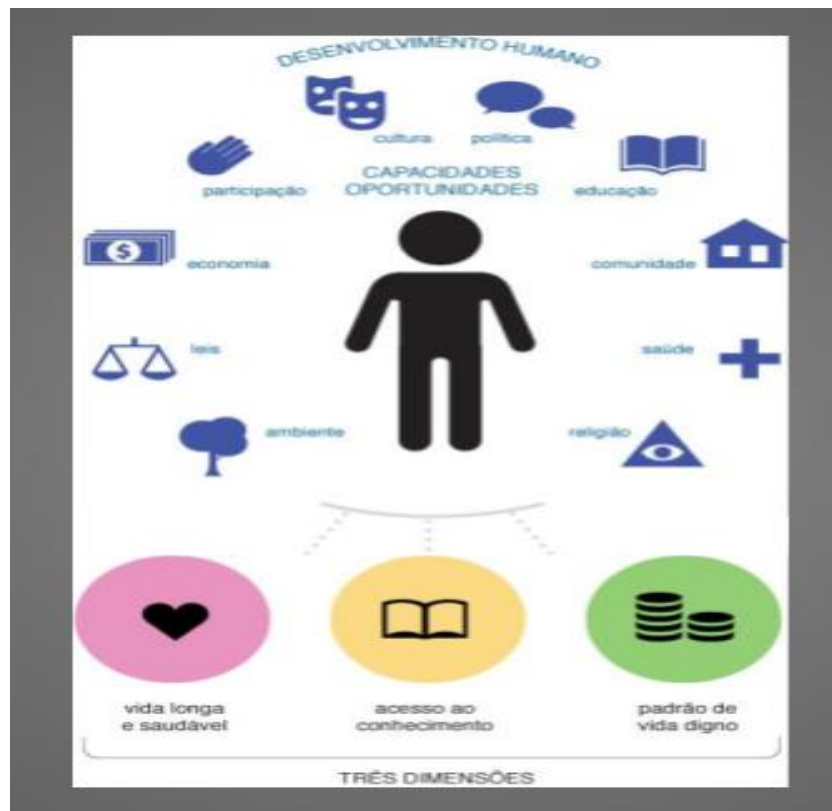 DESENVOLVIMENTO HUMANO
cultura
política
participação
CAPACIDADES
OPORTUNIDADES
educação
economia
comunidade
leis
saúde
ambiente
religião
vida longa
e saudável
acesso ao
conhecimento
padrão de
vida digno
TRÊS DIMENSÕES